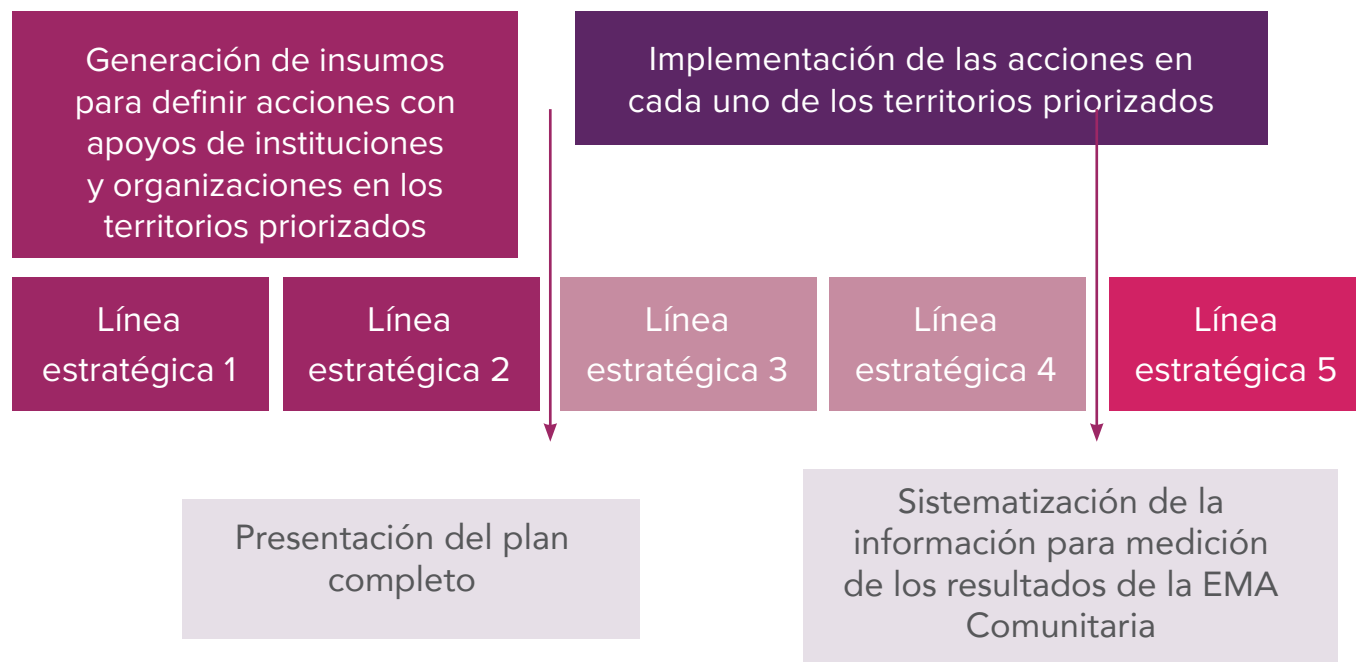 Generación de insumos
para definir acciones con
apoyos de instituciones
y organizaciones en los
territorios priorizados
Implementación de las acciones en
cada uno de los territorios priorizados
Línea
estratégica 1
Línea
estratégica 2
Línea
estratégica 3
Línea
estratégica 4
Línea
estratégica 5
Presentación del plan
completo
Sistematización de la
información para medición
de los resultados de la EMA
Comunitaria